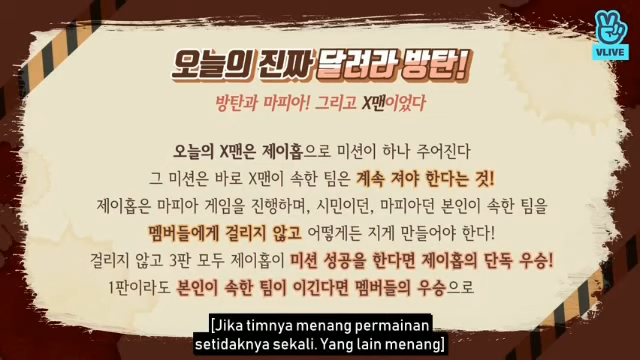 VLIVE
오늘의 진짜 달려라 방탄!
방탄과 마피아! 그리고 X맨이었다
오늘의 X맨은 제이홉으로 미션이 하나 주어진다
그 미션은 바로 X맨이 속한 팀은 계속 져야 한다는 것!
제이홉은 마피아 게임을 진행하며, 시민이던, 마피아던 본인이 속한 팀을
멤버들에게 걸리지 않고 어떻게든 지게 만들어야 한다!
걸리지 않고 3판 모두 제이홉이 미션 성공을 한다면 제이홉의 단독 우승!
1판이라도 본인이 속한 팀이 이긴다면 멤버들의 우승으로
[Jika timnya menang permainan
setidaknya sekali. Yang lain menang]